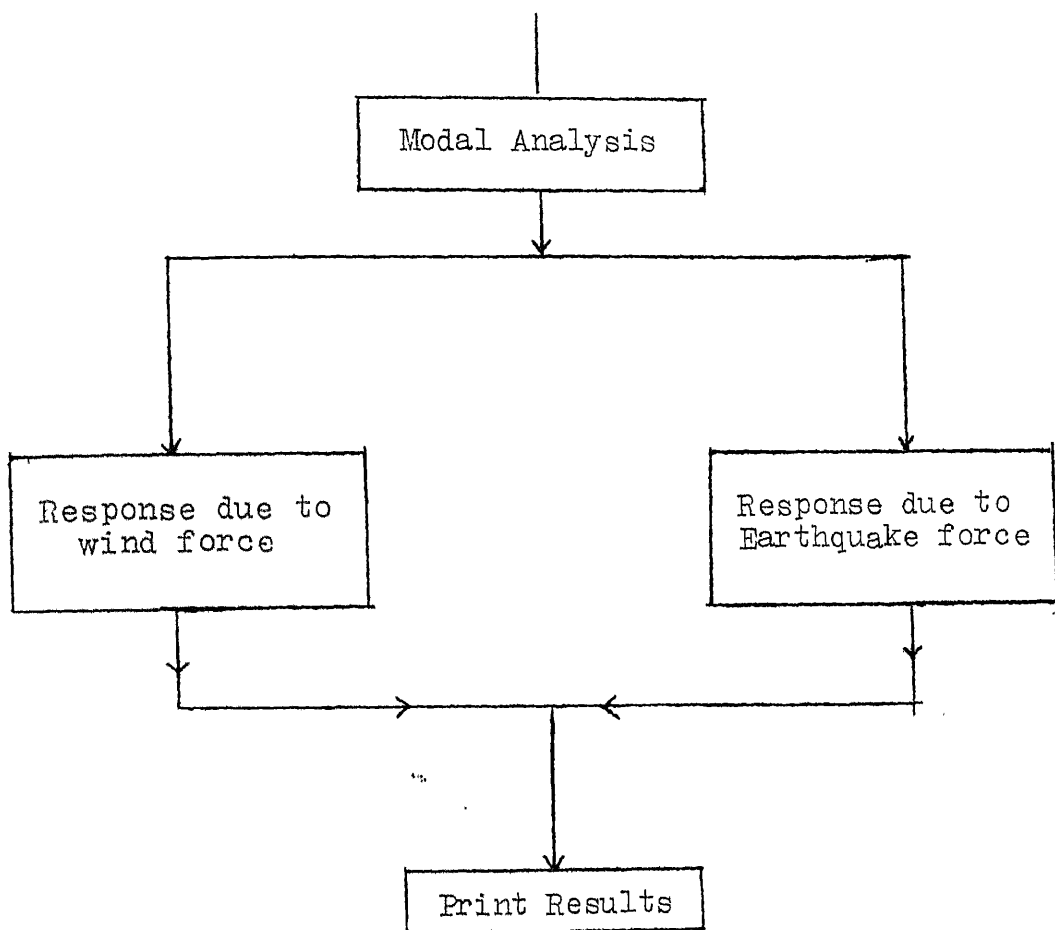 Modal Analysis
Response due to
wind force
Response due to
Earthquake force
Print Results